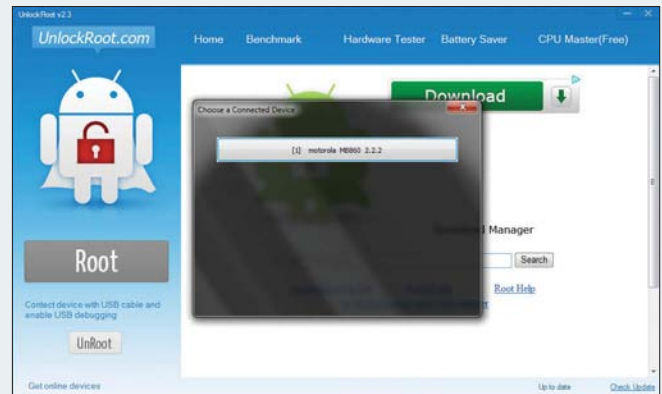 UnlockRoot v2.3
UnlockRoot.com
Home Benchmark Hardware Tester Battery Saver CPU Master(Free)
Download
Choose a Connected Device
[1] motorola MB860 2.2.2
Manager
Root
Search
Root Help
Contect device with USB cable and
enable USB debugging
UnRoot
Get online devices
Up to date Check Update